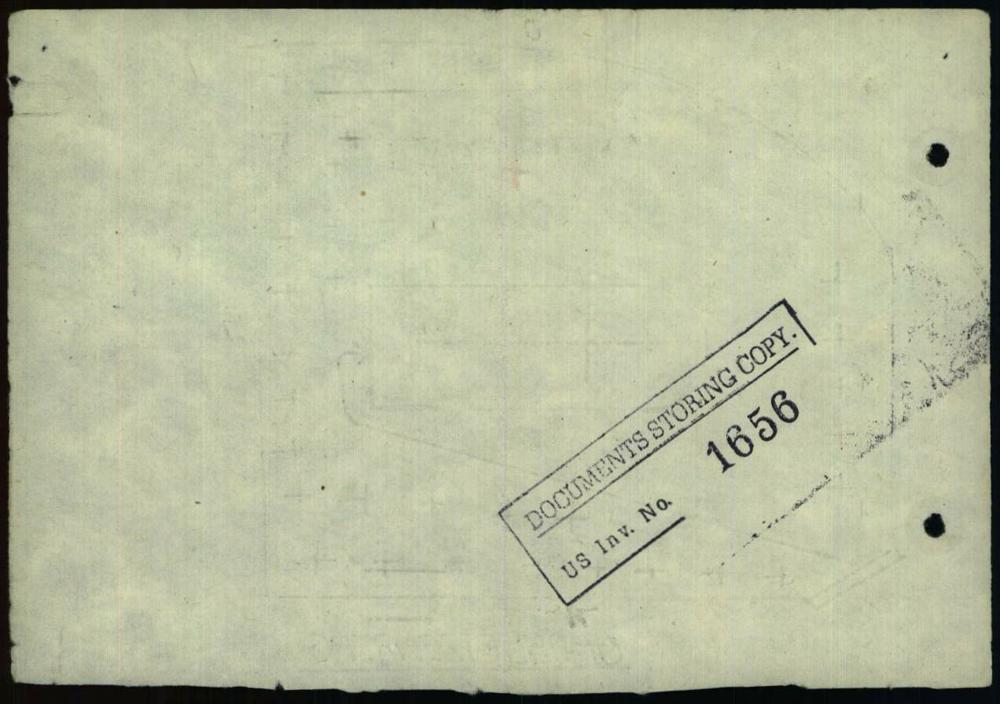 DOCUMENTS STORING COPY.
US Inv. No. 1656